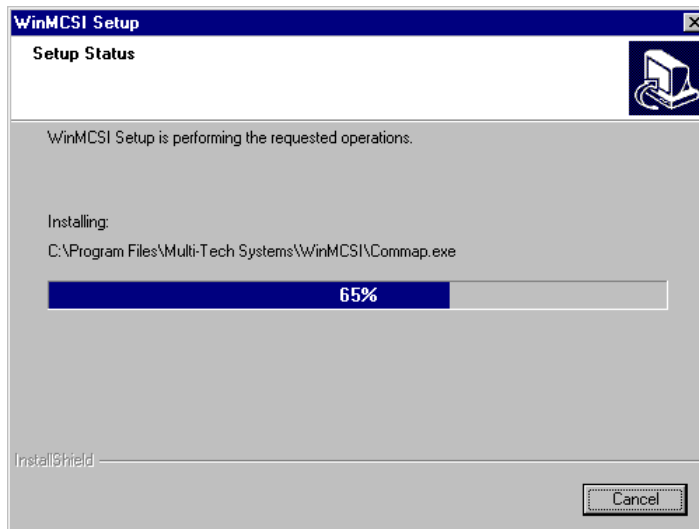 WinMCSI Setup
Setup Status
WinMCSI Setup is performing the requested operations.
Installing:
C:\Program Files\Multi-Tech Systems\WinMCSI\Commap.exe
65%
InstallShield
Cancel